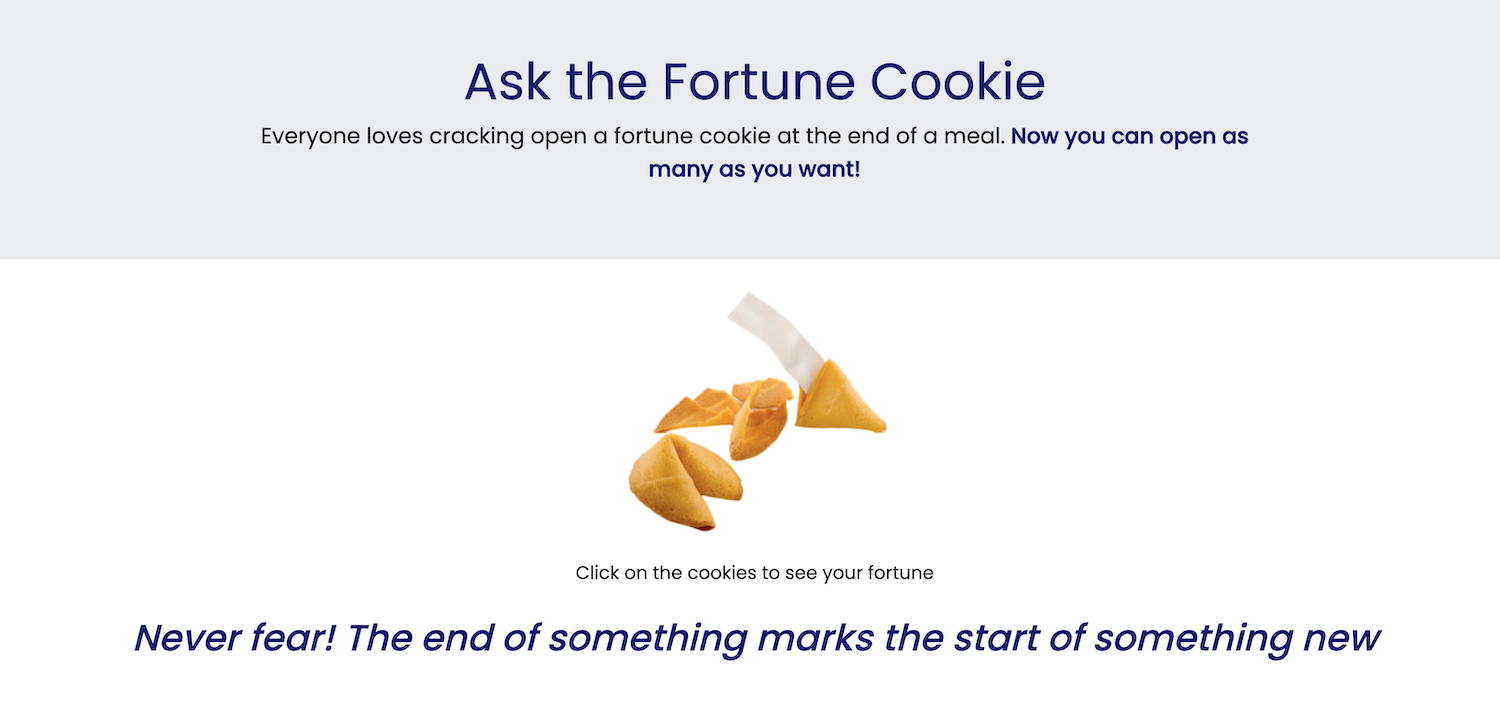 Ask the Fortune Cookie
Everyone loves cracking open a fortune cookie at the end of a meal. Now you can open as
many as you want!
Click on the cookies to see your fortune
Never fear! The end of something marks the start of something new